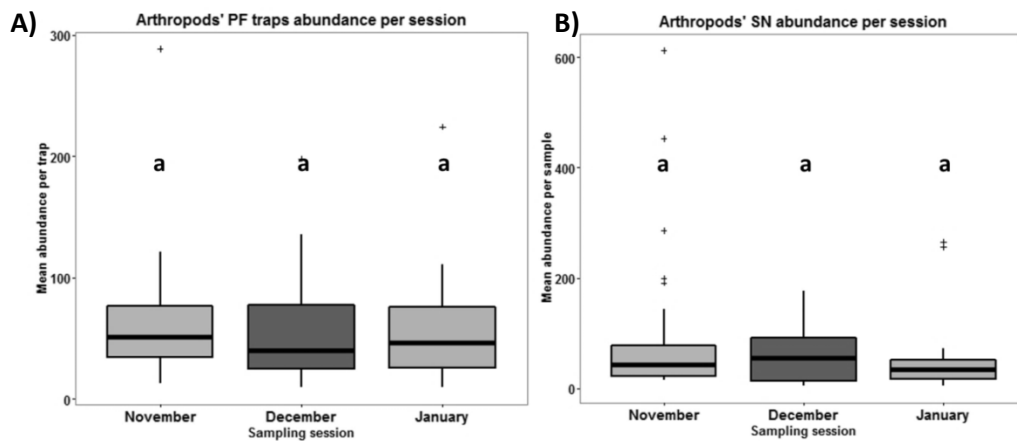 A)
Arthropods' PF traps abundance per session
Mean abundance per trap
300
200
100
0
a a a
November December January
Sampling session
B)
Arthropods' SN abundance per session
Mean abundance per sample
600
400
200
0
a a a
November December January
Sampling session